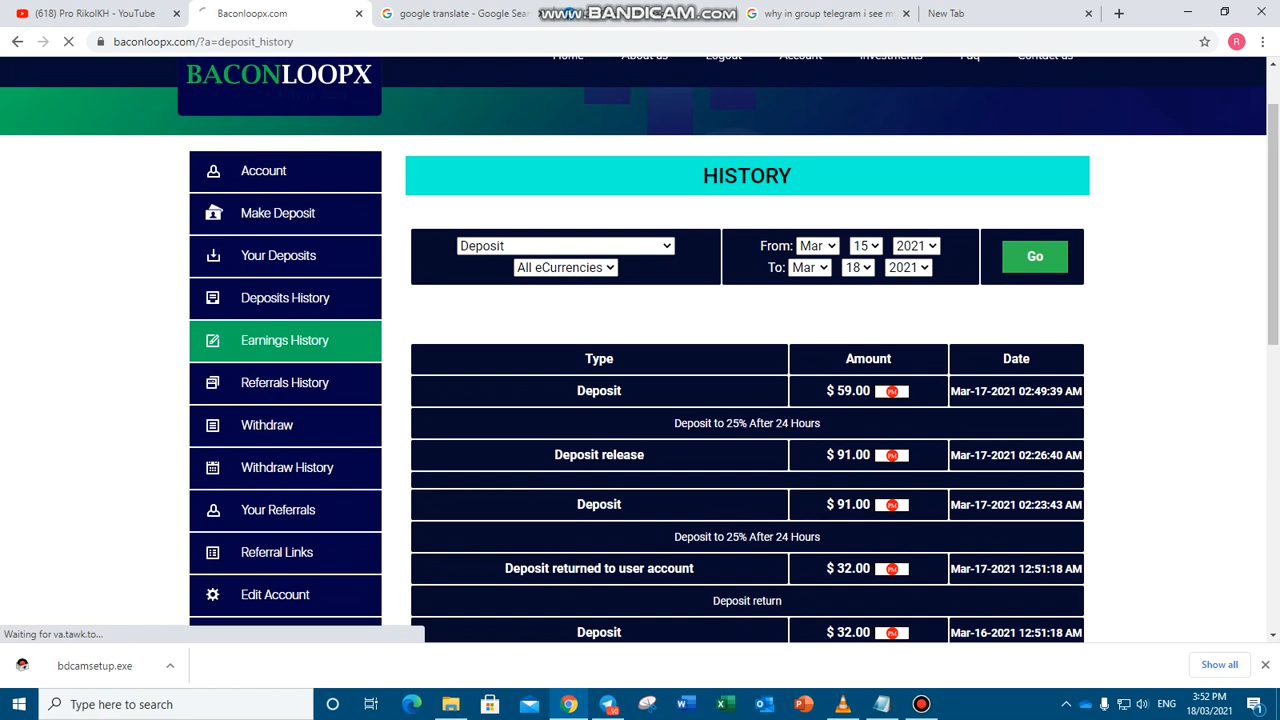 (618) Pro RikolKH - YouTube
Baconloopx.com
google translate - Google Sea
www.BANDICAM.com
why in group telegram i see m
New Tab
baconloopx.com/?a=deposit_history
R
Home
About us
Logout
Account
Investments
Faq
Contact us
BACONLOOPX
Account
Make Deposit
Your Deposits
Deposits History
Earnings History
Referrals History
Withdraw
Withdraw History
Your Referrals
Referral Links
Edit Account
HISTORY
Deposit
All eCurrencies
From: Mar 15 2021
To: Mar 18 2021
Go
Type Amount Date
Deposit $ 59.00 PM Mar-17-2021 02:49:39 AM
Deposit to 25% After 24 Hours
Deposit release $ 91.00 PM Mar-17-2021 02:26:40 AM
Deposit $ 91.00 PM Mar-17-2021 02:23:43 AM
Deposit to 25% After 24 Hours
Deposit returned to user account $ 32.00 PM Mar-17-2021 12:51:18 AM
Deposit return
Deposit $ 32.00 PM Mar-16-2021 12:51:18 AM
Waiting for va.tawk.to...
bdcamsetup.exe
Show all
Type here to search
50
ENG
3:52 PM
18/03/2021
1